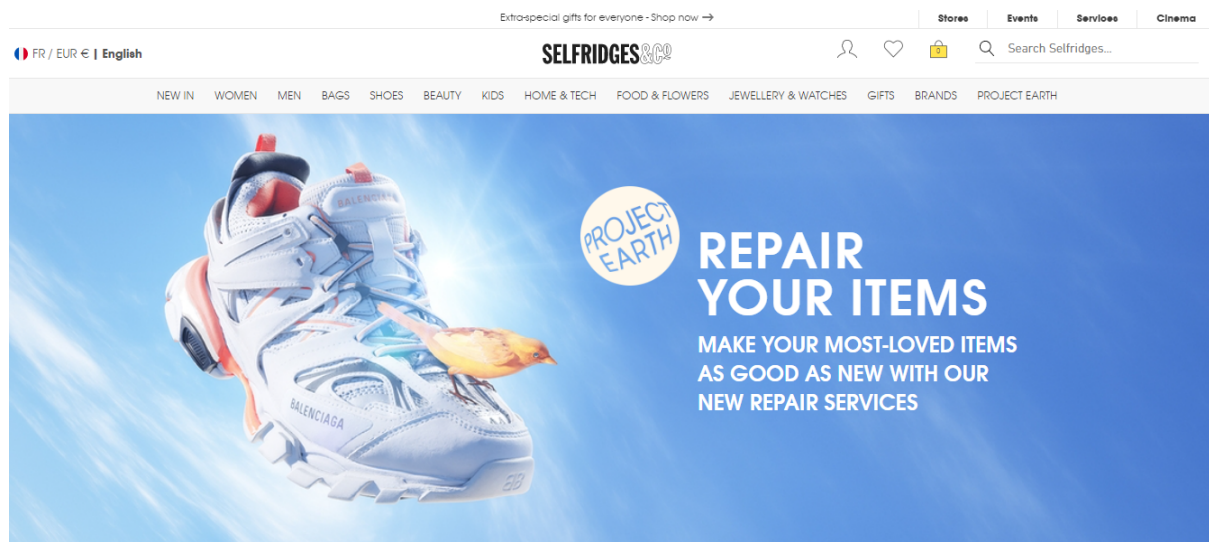 Extra-special gifts for everyone - Shop now →
Stores Events Services Cinema
FR / EUR € | English
SELFRIDGES&CO
0
Search Selfridges...
NEW IN WOMEN MEN BAGS SHOES BEAUTY KIDS HOME & TECH FOOD & FLOWERS JEWELLERY & WATCHES GIFTS BRANDS PROJECT EARTH
BALENCIAGA
BALENCIAGA
PROJECT
EARTH
REPAIR
YOUR ITEMS
MAKE YOUR MOST-LOVED ITEMS
AS GOOD AS NEW WITH OUR
NEW REPAIR SERVICES